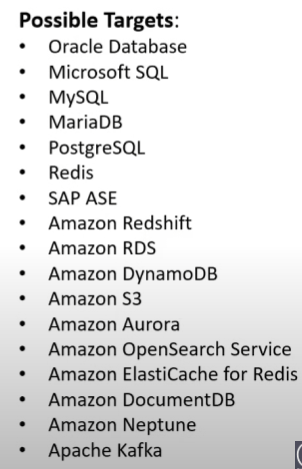 Possible Targets:
• Oracle Database
• Microsoft SQL
• MySQL
• MariaDB
• PostgreSQL
• Redis
• SAP ASE
• Amazon Redshift
• Amazon RDS
• Amazon DynamoDB
• Amazon S3
• Amazon Aurora
• Amazon OpenSearch Service
• Amazon ElastiCache for Redis
• Amazon DocumentDB
• Amazon Neptune
• Apache Kafka